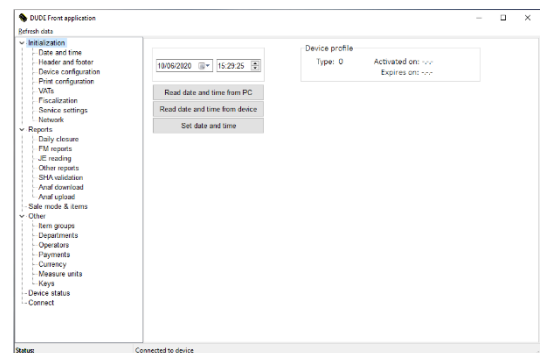 DUDE Front application
Refresh data
Initialization
Date and time
Header and footer
Device configuration
Print configuration
VATs
Fiscalization
Service settings
Network
Reports
Daily closure
FM reports
JE reading
Other reports
SHA validation
Anaf download
Anaf upload
Sale mode & items
Other
Item groups
Departments
Operators
Payments
Currency
Measure units
Keys
Device status
Connect
18/06/2020 15:29:25
Read date and time from PC
Read date and time from device
Set date and time
Device profile
Type: 0 Activated on: -.-.-
Expires on: -.-.-
Status: Connected to device